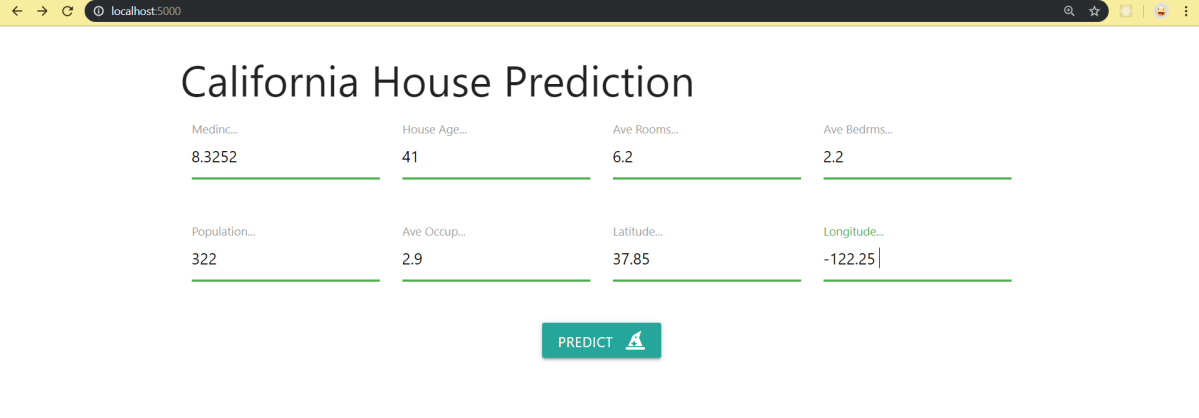 localhost:5000
California House Prediction
Medinc... House Age... Ave Rooms... Ave Bedrms...
8.3252 41 6.2 2.2
Population... Ave Occup... Latitude... Longitude...
322 2.9 37.85 -122.25
PREDICT